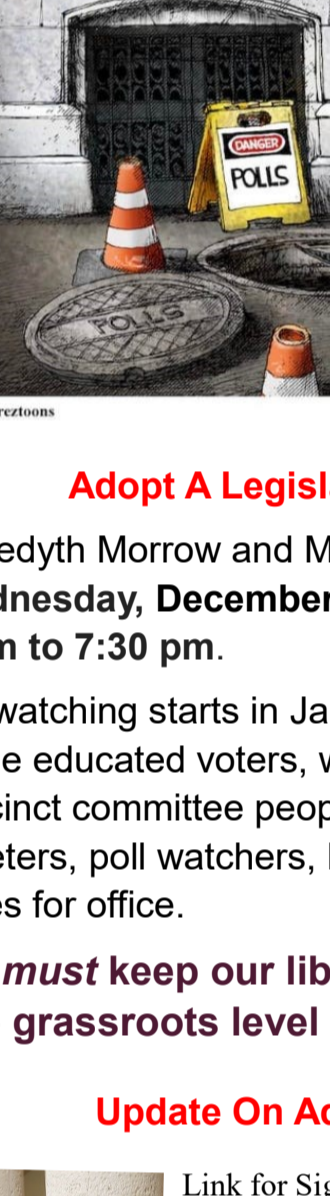 DANGER
POLLS
POLLS
reztoons
Adopt A Legisl
edyth Morrow and M
dnesday, December
m to 7:30 pm.
watching starts in Ja
e educated voters, w
cinct committee peop
eters, poll watchers,
es for office.
must keep our lib
grassroots level
Update On Ad
Link for Sig